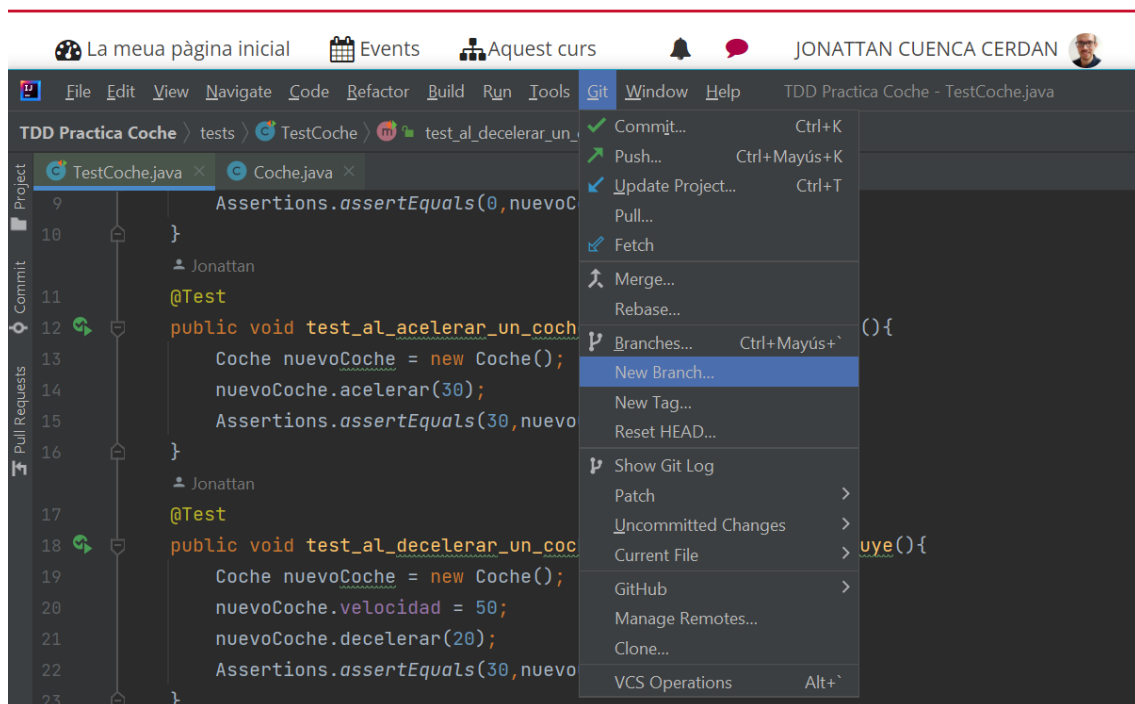 La meua pàgina inicial Events Aquest curs JONATTAN CUENCA CERDAN
File Edit View Navigate Code Refactor Build Run Tools Git Window Help TDD Practica Coche - TestCoche.java
TDD Practica Coche tests TestCoche test_al_decelerar_un_
TestCoche.java Coche.java
Project
Commit
Pull Requests
9 Assertions.assertEquals(0,nuevoC
10 }
Jonattan
11 @Test
12 public void test_al_acelerar_un_coch (){
13 Coche nuevoCoche = new Coche();
14 nuevoCoche.acelerar(30);
15 Assertions.assertEquals(30,nuevo
16 }
Jonattan
17 @Test
18 public void test_al_decelerar_un_coc uye(){
19 Coche nuevoCoche = new Coche();
20 nuevoCoche.velocidad = 50;
21 nuevoCoche.decelerar(20);
22 Assertions.assertEquals(30,nuevo
23 }
Commit... Ctrl+K
Push... Ctrl+Mayús+K
Update Project... Ctrl+T
Pull...
Fetch
Merge...
Rebase...
Branches... Ctrl+Mayús+`
New Branch...
New Tag...
Reset HEAD...
Show Git Log
Patch
Uncommitted Changes
Current File
GitHub
Manage Remotes...
Clone...
VCS Operations Alt+`